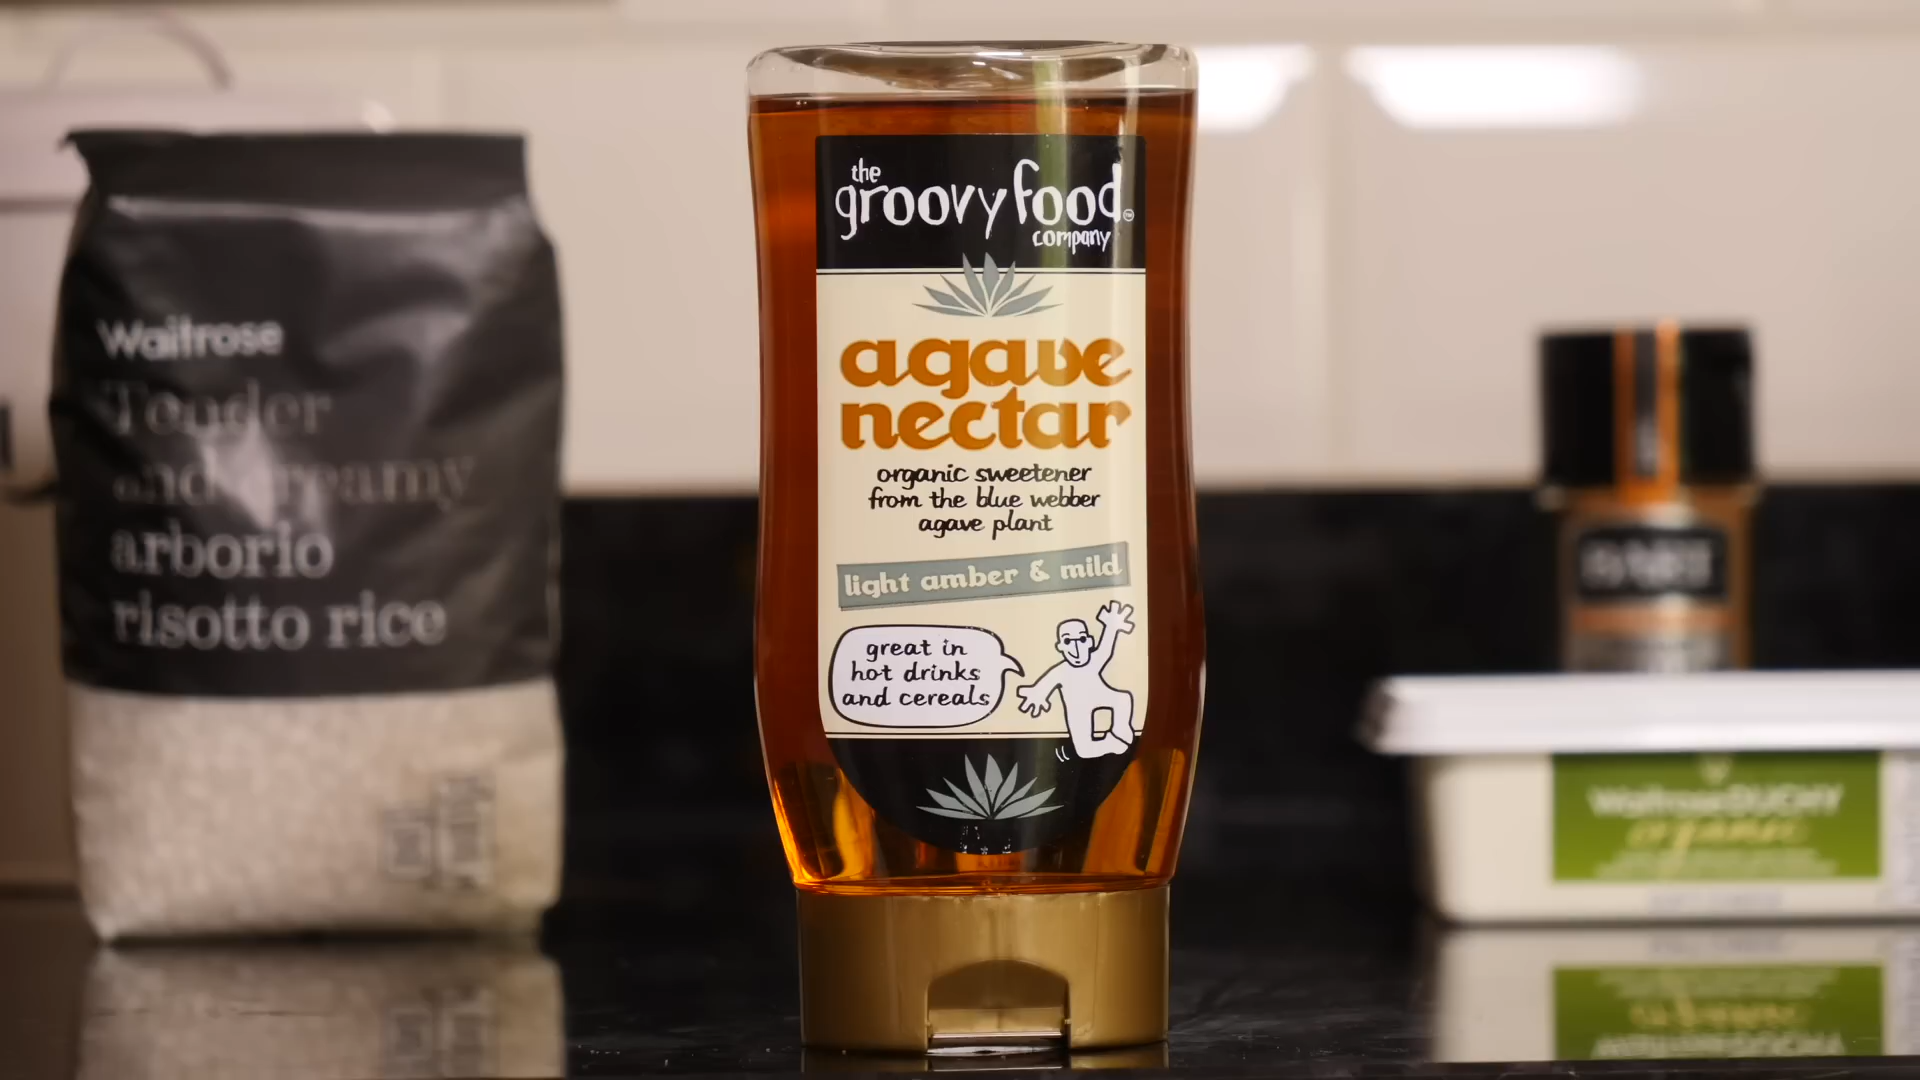 Waitrose
Tender
and creamy
arborio
risotto rice
the
groovy food
company
agave
nectar
organic sweetener
from the blue webber
agave plant
light amber & mild
great in
hot drinks
and cereals
BART
Waitrose DUCHY
organic